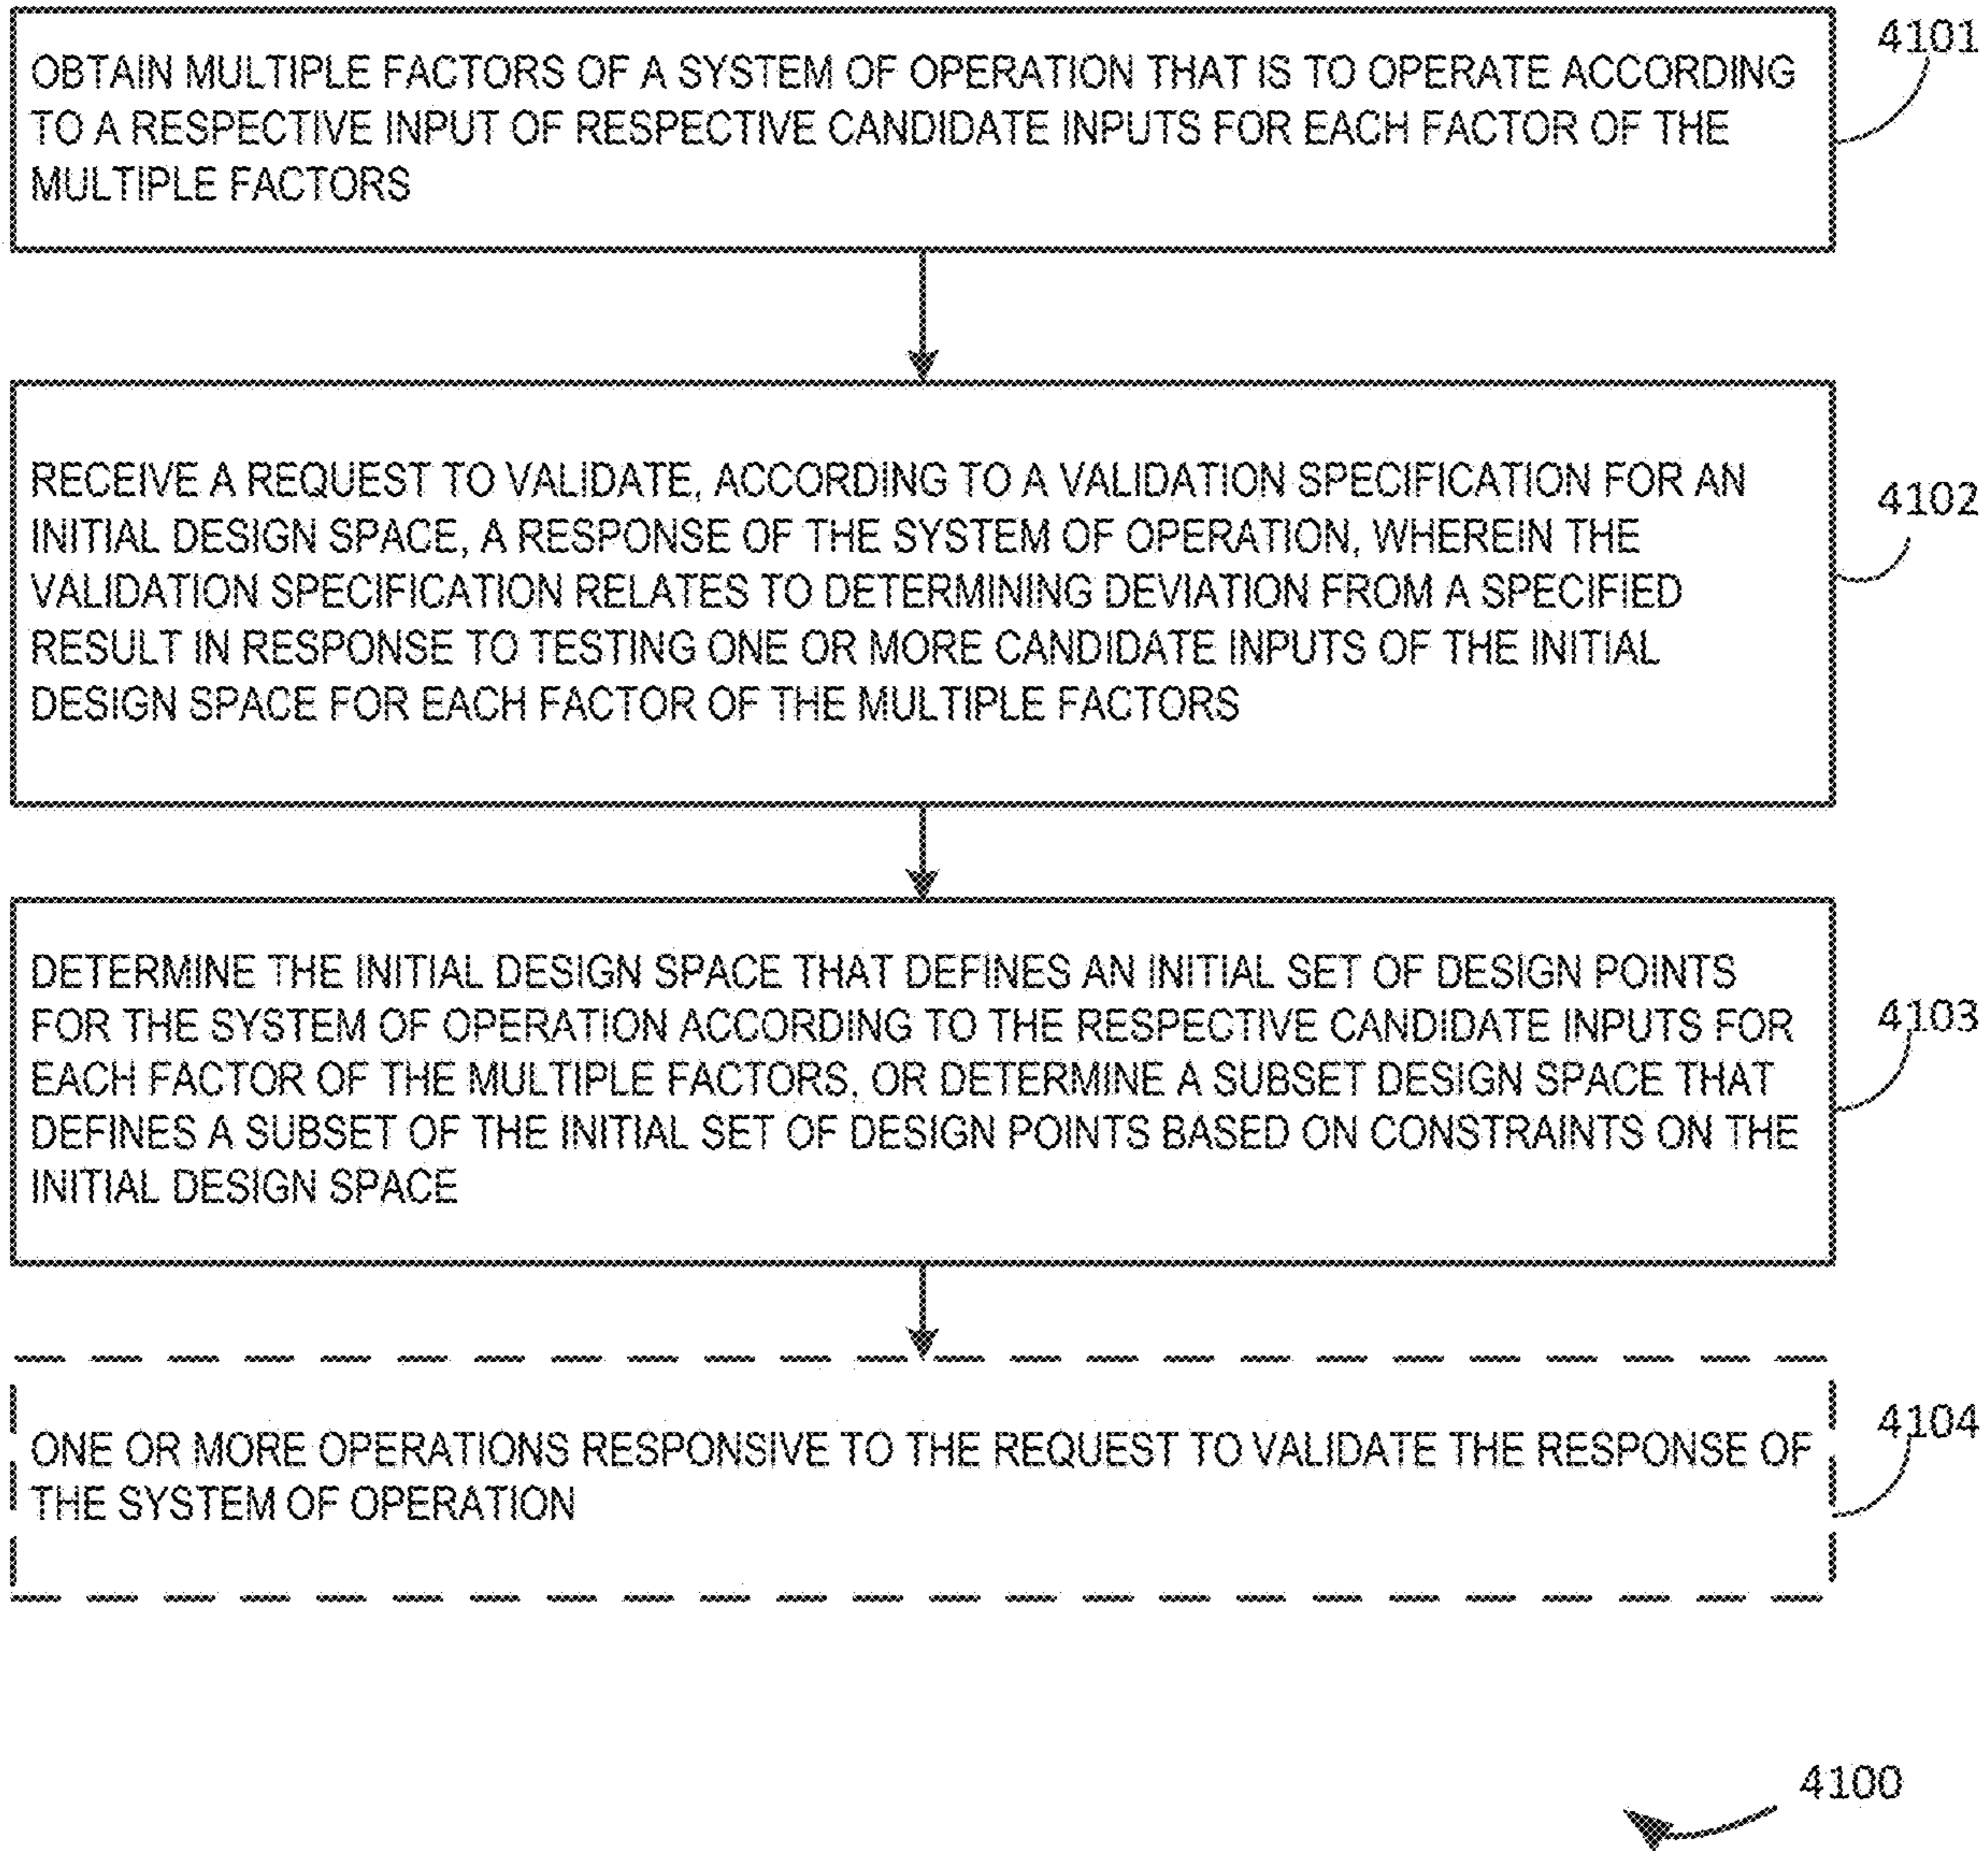 4101
OBTAIN MULTIPLE FACTORS OF A SYSTEM OF OPERATION THAT IS TO OPERATE ACCORDING
TO A RESPECTIVE INPUT OF RESPECTIVE CANDIDATE INPUTS FOR EACH FACTOR OF THE
MULTIPLE FACTORS
4102
RECEIVE A REQUEST TO VALIDATE, ACCORDING TO A VALIDATION SPECIFICATION FOR AN
INITIAL DESIGN SPACE, A RESPONSE OF THE SYSTEM OF OPERATION, WHEREIN THE
VALIDATION SPECIFICATION RELATES TO DETERMINING DEVIATION FROM A SPECIFIED
RESULT IN RESPONSE TO TESTING ONE OR MORE CANDIDATE INPUTS OF THE INITIAL
DESIGN SPACE FOR EACH FACTOR OF THE MULTIPLE FACTORS
4103
DETERMINE THE INITIAL DESIGN SPACE THAT DEFINES AN INITIAL SET OF DESIGN POINTS
FOR THE SYSTEM OF OPERATION ACCORDING TO THE RESPECTIVE CANDIDATE INPUTS FOR
EACH FACTOR OF THE MULTIPLE FACTORS, OR DETERMINE A SUBSET DESIGN SPACE THAT
DEFINES A SUBSET OF THE INITIAL SET OF DESIGN POINTS BASED ON CONSTRAINTS ON THE
INITIAL DESIGN SPACE
4104
ONE OR MORE OPERATIONS RESPONSIVE TO THE REQUEST TO VALIDATE THE RESPONSE OF
THE SYSTEM OF OPERATION
4100